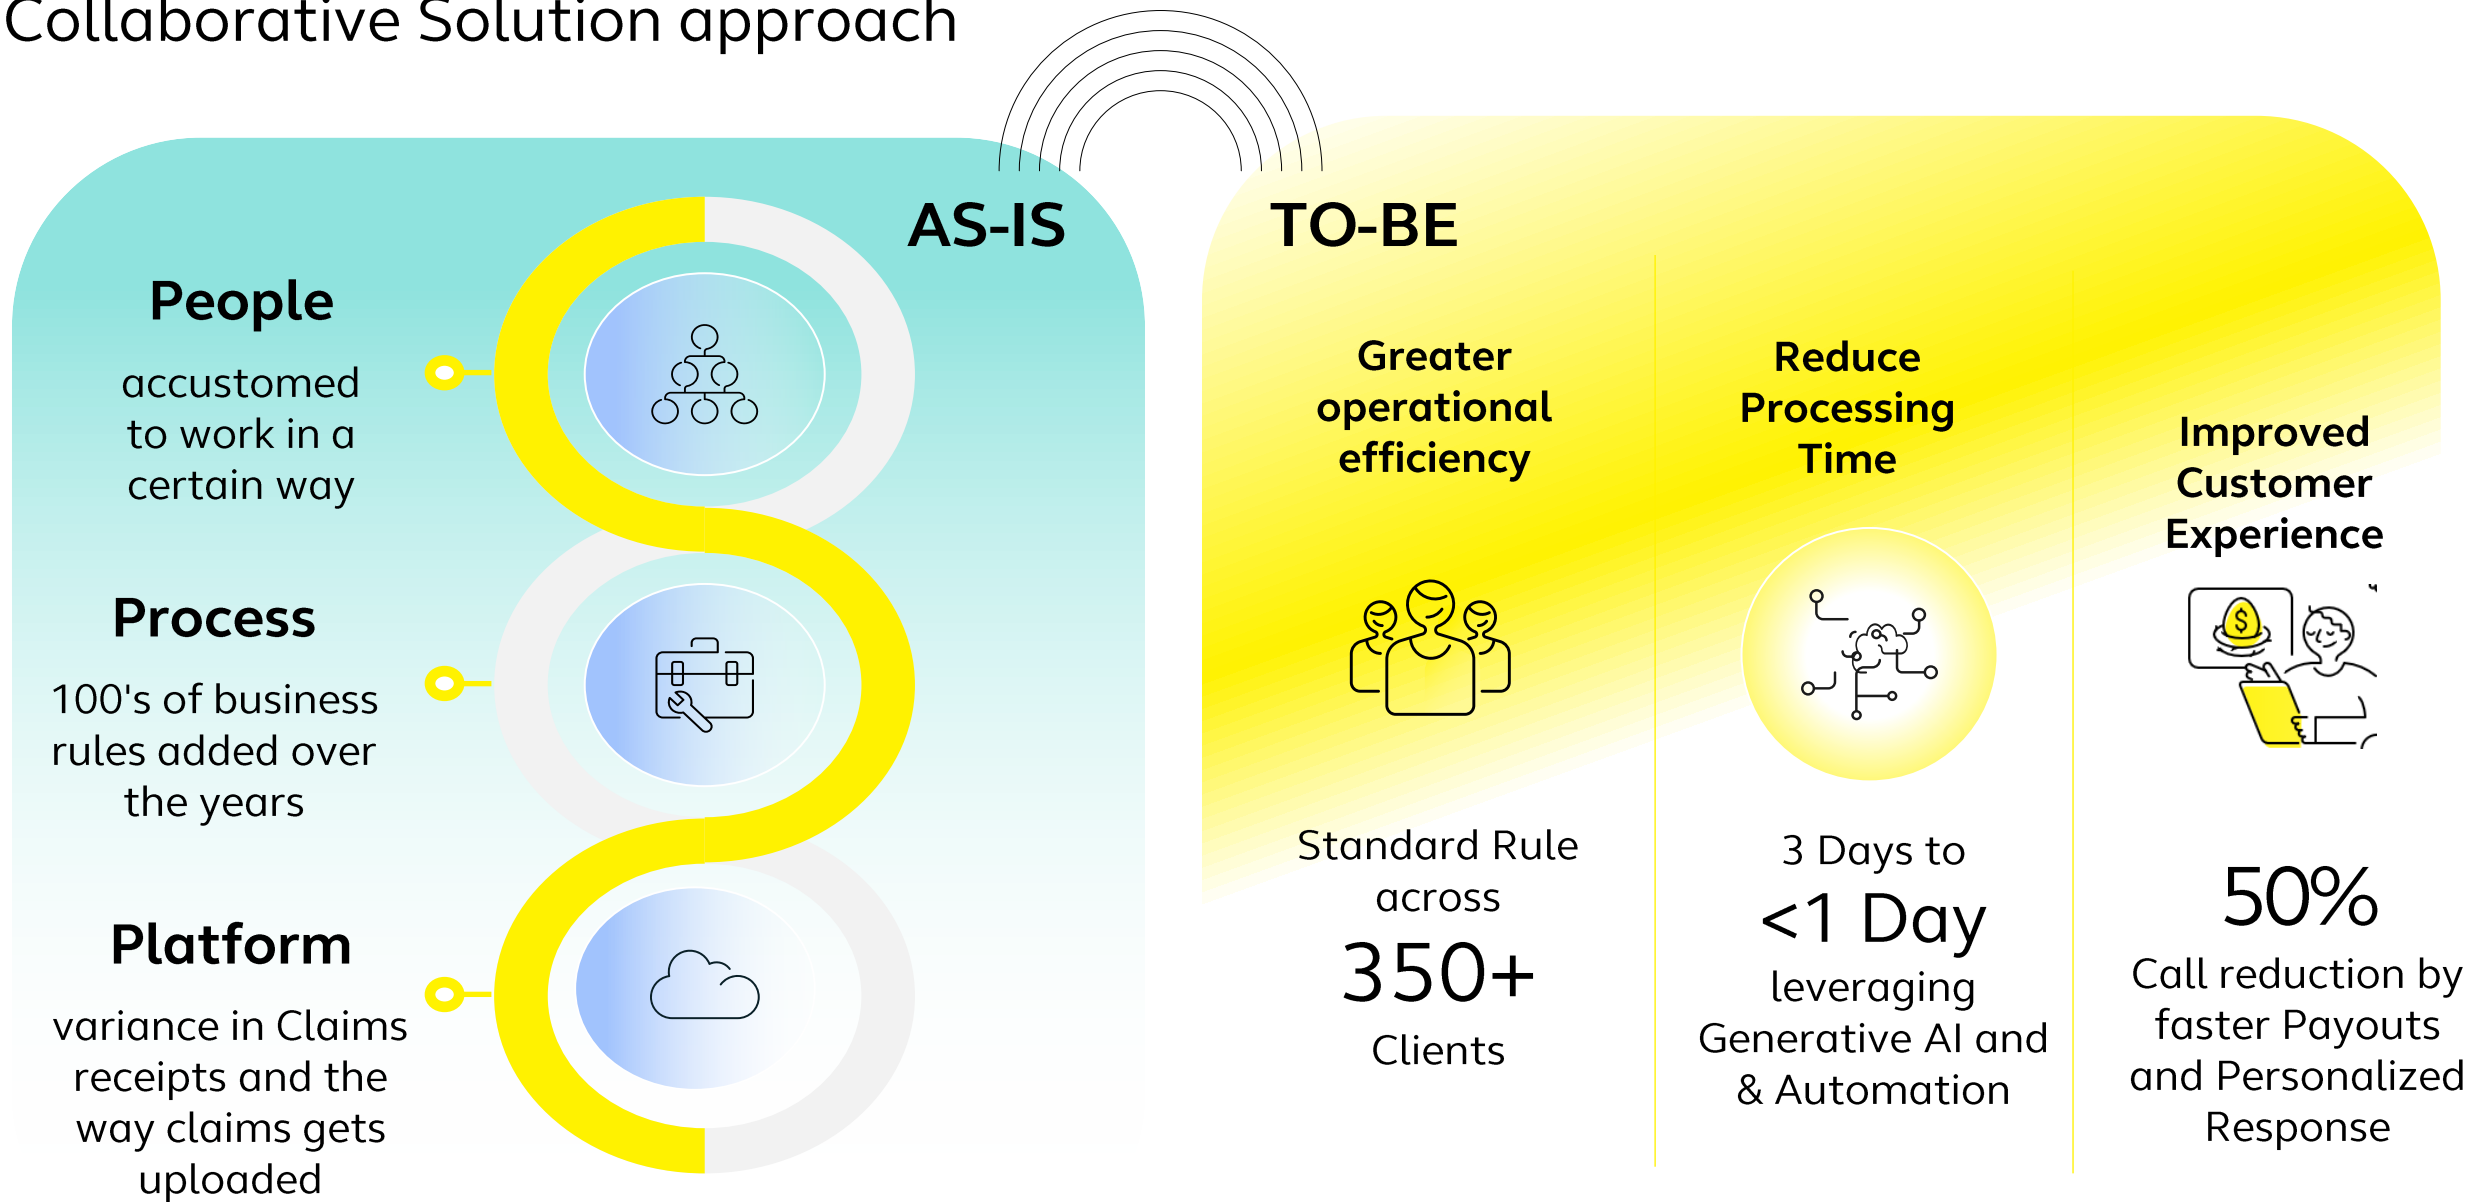 Collaborative Solution approach
AS-IS
People
accustomed
to work in a
certain way
Process
100's of business
rules added over
the years
Platform
variance in Claims
receipts and the
way claims gets
uploaded
TO-BE
Greater
operational
efficiency
Standard Rule
across
350+
Clients
Reduce
Processing
Time
3 Days to
<1 Day
leveraging
Generative AI and
& Automation
Improved
Customer
Experience
$
50%
Call reduction by
faster Payouts
and Personalized
Response